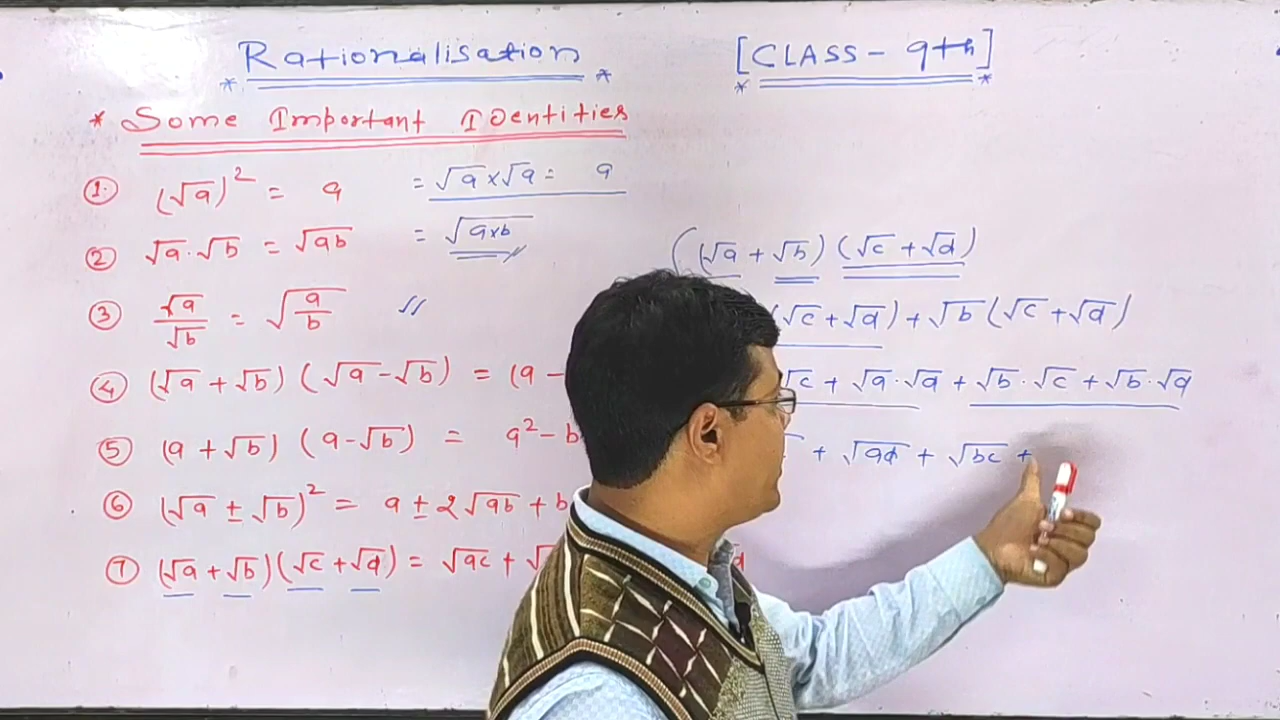 Rationalisation
[CLASS - 9th]
* Some Important IDentities
① (√a)² = a = √a×√a = a
② √a·√b = √ab = √a×b
③ √a/√b = √(a/b)
④ (√a + √b) (√a - √b) = (a -
⑤ (a + √b) (a - √b) = a² - b
⑥ (√a ± √b)² = a ± 2√ab + b
⑦ (√a + √b)(√c + √d) = √ac + √
(√a + √b) (√c + √d)
(√c + √d) + √b (√c + √d)
√c + √a·√d + √b·√c + √b·√d
+ √ad + √bc +